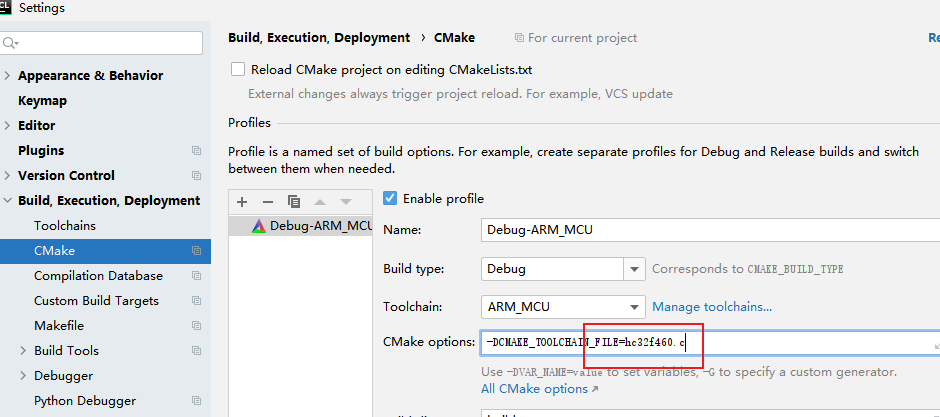 CL Settings
Build, Execution, Deployment › CMake For current project Re
Reload CMake project on editing CMakeLists.txt
Appearance & Behavior
External changes always trigger project reload. For example, VCS update
Keymap
Profiles
Editor
Plugins
Profile is a named set of build options. For example, create separate profiles for Debug and Release builds and switch
between them when needed.
Version Control
Build, Execution, Deployment
Enable profile
Toolchains
Debug-ARM_MCU
Name: Debug-ARM_MCU
CMake
Build type: Debug Corresponds to CMAKE_BUILD_TYPE
Compilation Database
Custom Build Targets
Toolchain: ARM_MCU Manage toolchains...
Makefile
CMake options: -DCMAKE_TOOLCHAIN_FILE=hc32f460.c
Build Tools
Use -DVAR_NAME=value to set variables, -G to specify a custom generator.
Debugger
All CMake options ↗
Python Debugger